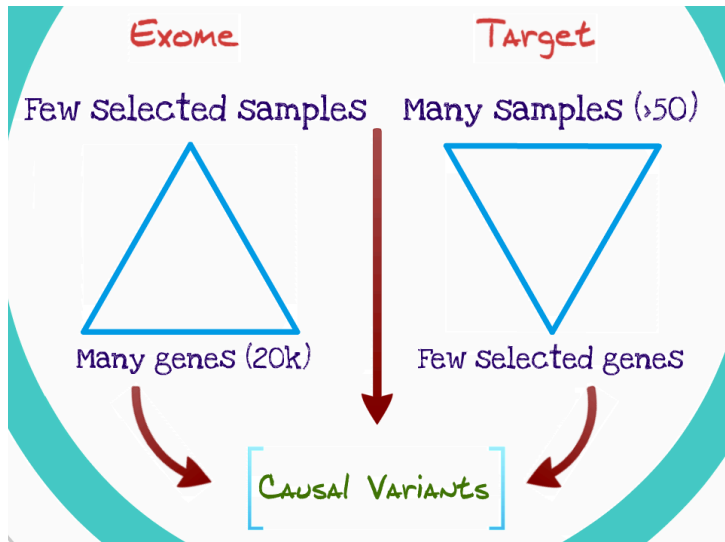 Exome
Target
Few selected samples
Many samples (>50)
Many genes (20k)
Few selected genes
Causal Variants